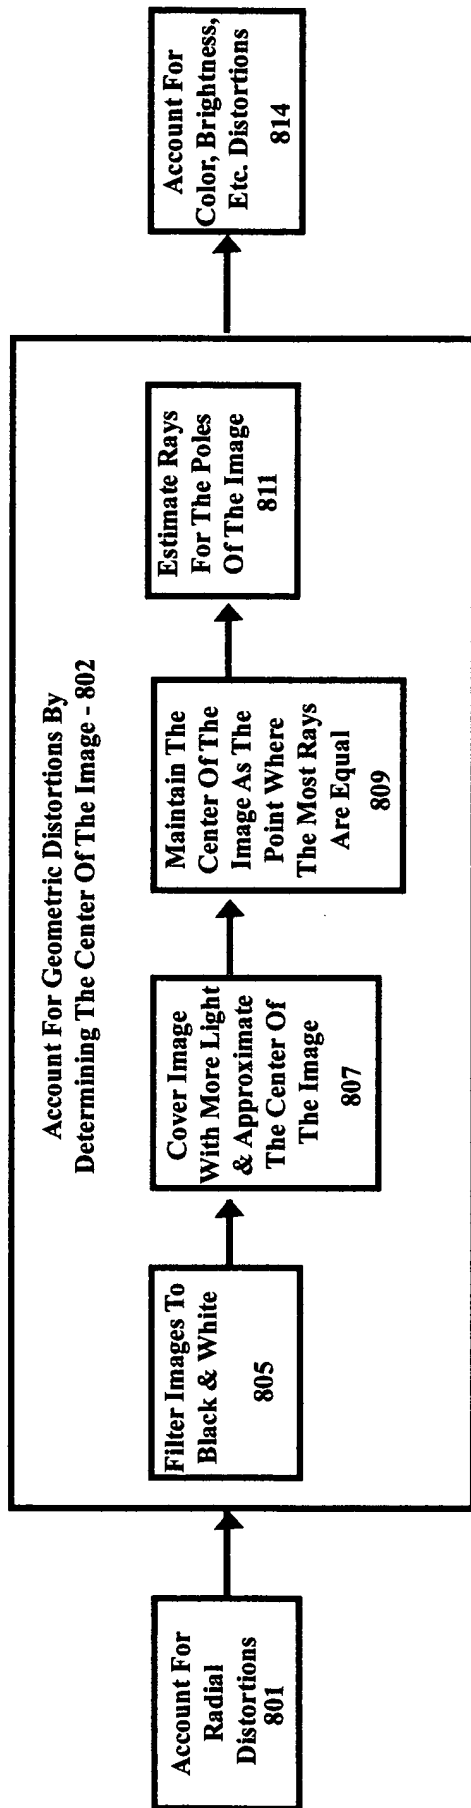 Account For
Radial
Distortions
801
Account For Geometric Distortions By
Determining The Center Of The Image - 802
Filter Images To
Black & White
805
Cover Image
With More Light
& Approximate
The Center Of
The Image
807
Maintain The
Center Of The
Image As The
Point Where
The Most Rays
Are Equal
809
Estimate Rays
For The Poles
Of The Image
811
Account For
Color, Brightness,
Etc. Distortions
814